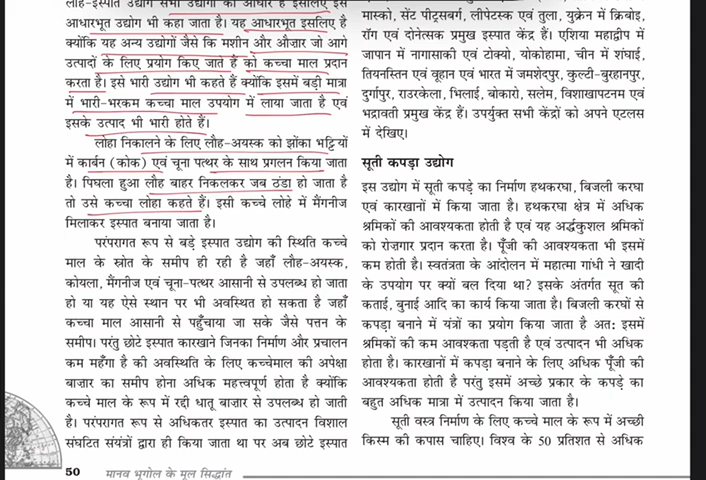 लौह-इस्पात उद्योग सभी उद्योगों का आधार है इसलिए इसे
आधारभूत उद्योग भी कहा जाता है। यह आधारभूत इसलिए है
क्योंकि यह अन्य उद्योगों जैसे कि मशीन और औज़ार जो आगे
उत्पादों के लिए प्रयोग किए जाते हैं को कच्चा माल प्रदान
करता है। इसे भारी उद्योग भी कहते हैं क्योंकि इसमें बड़ी मात्रा
में भारी-भरकम कच्चा माल उपयोग में लाया जाता है एवं
इसके उत्पाद भी भारी होते हैं।
लोहा निकालने के लिए लौह-अयस्क को झोंका भट्टियों
में कार्बन (कोक) एवं चूना पत्थर के साथ प्रगलन किया जाता
है। पिघला हुआ लौह बाहर निकलकर जब ठंडा हो जाता है
तो उसे कच्चा लोहा कहते हैं। इसी कच्चे लोहे में मैंगनीज
मिलाकर इस्पात बनाया जाता है।
परंपरागत रूप से बड़े इस्पात उद्योग की स्थिति कच्चे
माल के स्रोत के समीप ही रही है जहाँ लौह-अयस्क,
कोयला, मैंगनीज एवं चूना-पत्थर आसानी से उपलब्ध हो जाता
हो या यह ऐसे स्थान पर भी अवस्थित हो सकता है जहाँ
कच्चा माल आसानी से पहुँचाया जा सके जैसे पत्तन के
समीप। परंतु छोटे इस्पात कारखाने जिनका निर्माण और प्रचालन
कम महँगा है की अवस्थिति के लिए कच्चेमाल की अपेक्षा
बाज़ार का समीप होना अधिक महत्त्वपूर्ण होता है क्योंकि
कच्चे माल के रूप में रद्दी धातु बाज़ार से उपलब्ध हो जाती
है। परंपरागत रूप से अधिकतर इस्पात का उत्पादन विशाल
संघटित संयंत्रों द्वारा ही किया जाता था पर अब छोटे इस्पात
मास्को, सेंट पीट्सबर्ग, लीपेटस्क एवं तुला, युक्रेन में क्रिवोइ,
रॉग एवं दोनेत्सक प्रमुख इस्पात केंद्र हैं। एशिया महाद्वीप में
जापान में नागासाकी एवं टोक्यो, योकोहामा, चीन में शंघाई,
तियनस्तिन एवं वूहान एवं भारत में जमशेदपुर, कुल्टी-बुरहानपुर,
दुर्गापुर, राउरकेला, भिलाई, बोकारो, सलेम, विशाखापटनम एवं
भद्रावती प्रमुख केंद्र हैं। उपर्युक्त सभी केंद्रों को अपने एटलस
में देखिए।
सूती कपड़ा उद्योग
इस उद्योग में सूती कपड़े का निर्माण हथकरघा, बिजली करघा
एवं कारखानों में किया जाता है। हथकरघा क्षेत्र में अधिक
श्रमिकों की आवश्यकता होती है एवं यह अर्द्धकुशल श्रमिकों
को रोज़गार प्रदान करता है। पूँजी की आवश्यकता भी इसमें
कम होती है। स्वतंत्रता के आंदोलन में महात्मा गांधी ने खादी
के उपयोग पर क्यों बल दिया था? इसके अंतर्गत सूत की
कताई, बुनाई आदि का कार्य किया जाता है। बिजली करघों से
कपड़ा बनाने में यंत्रों का प्रयोग किया जाता है अत: इसमें
श्रमिकों की कम आवश्कता पड़ती है एवं उत्पादन भी अधिक
होता है। कारखानों में कपड़ा बनाने के लिए अधिक पूँजी की
आवश्यकता होती है परंतु इसमें अच्छे प्रकार के कपड़े का
बहुत अधिक मात्रा में उत्पादन किया जाता है।
सूती वस्त्र निर्माण के लिए कच्चे माल के रूप में अच्छी
किस्म की कपास चाहिए। विश्व के 50 प्रतिशत से अधिक
50 मानव भूगोल के मूल सिद्धांत